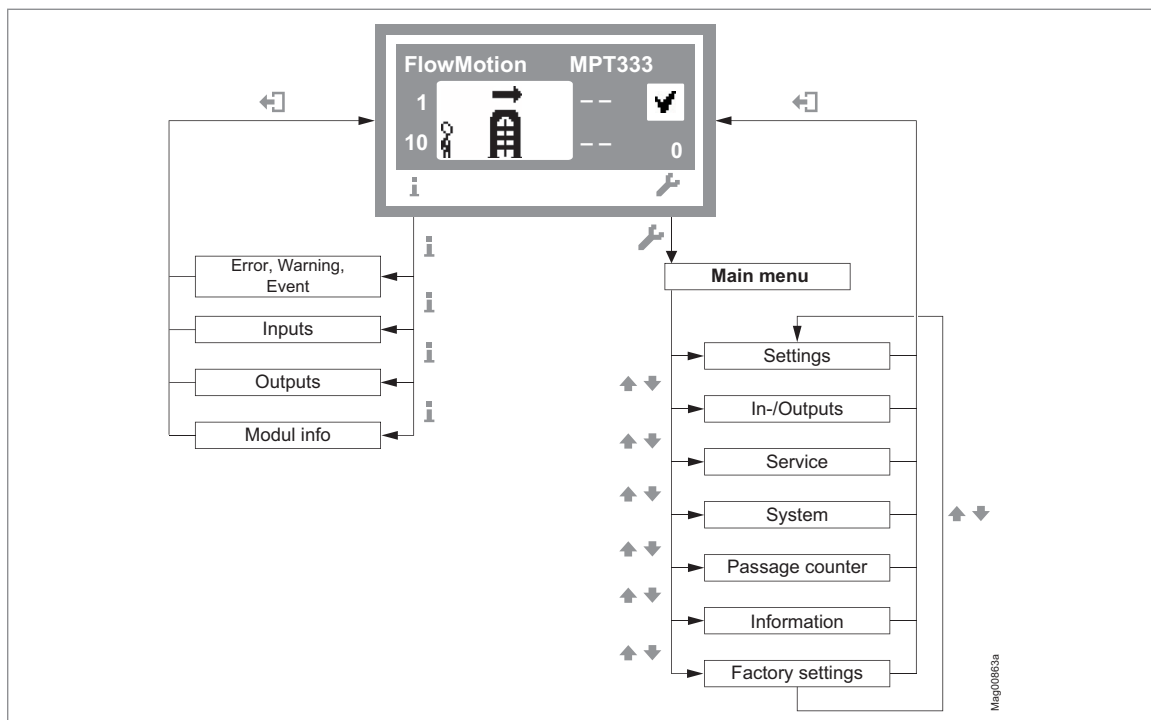 FlowMotion MPT333
1 – –
10 – – 0
i
i
Error, Warning,
Event
i
Inputs
i
Outputs
i
Modul info
Main menu
Settings
In-/Outputs
Service
System
Passage counter
Information
Factory settings
Mag00863a